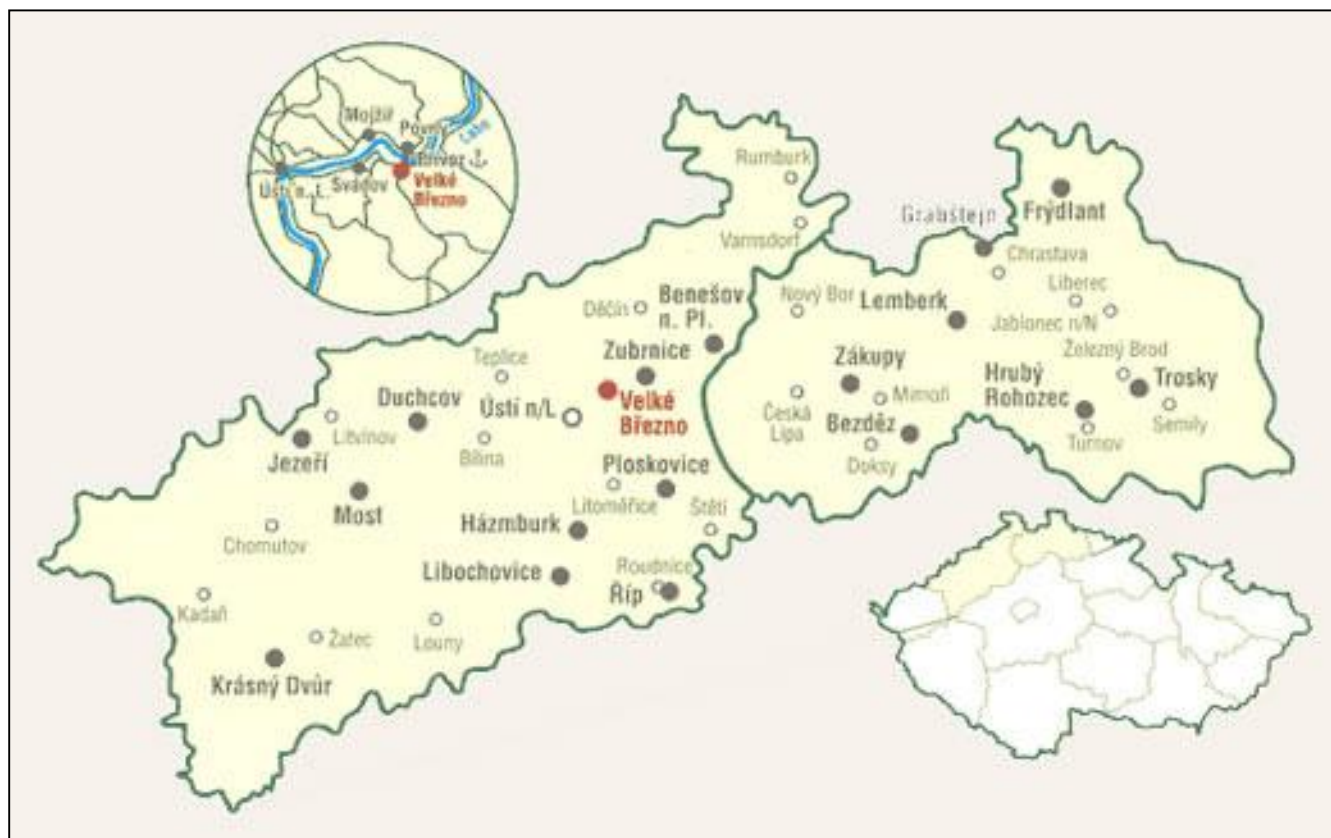 Mojžíř
Povrly
Labe
Přívoz
Ústí n. L.
Svádov
Velké
Březno
Rumburk
Varnsdorf
Grabštejn
Frýdlant
Chrastava
Liberec
Jablonec n/N
Nový Bor
Lemberk
Železný Brod
Zákupy
Hrubý
Rohozec
Trosky
Mimoň
Česká
Lípa
Bezděz
Doksy
Turnov
Semily
Děčín
Benešov
n. Pl.
Teplice
Zubrnice
Duchcov
Ústí n/L
Velké
Březno
Litvínov
Bílina
Jezeří
Ploskovice
Most
Litoměřice
Štětí
Chomutov
Házmburk
Libochovice
Roudnice
Říp
Kadaň
Žatec
Louny
Krásný Dvůr